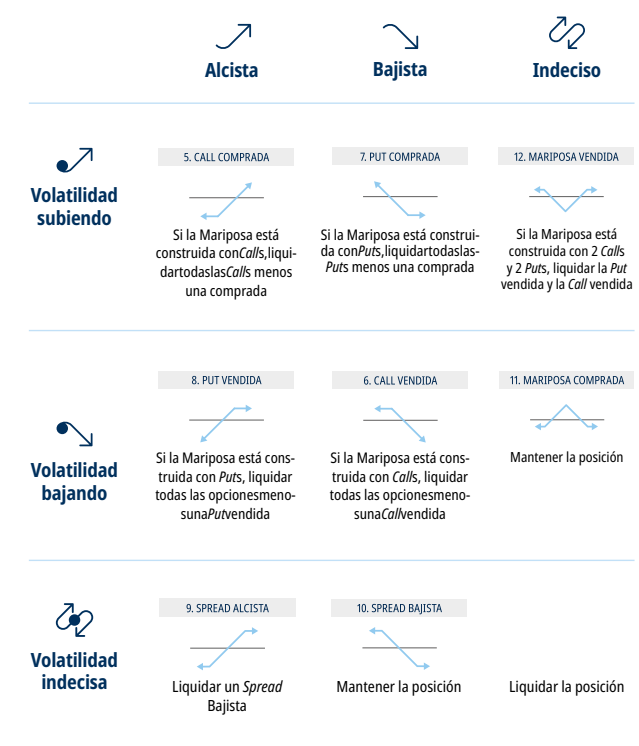 Alcista
Bajista
Indeciso
Volatilidad
subiendo
5. CALL COMPRADA
Si la Mariposa está
construida conCalls,liqui-
dartodaslasCalls menos
una comprada
7. PUT COMPRADA
Si la Mariposa está construi-
da conPuts,liquidartodaslas-
Puts menos una comprada
12. MARIPOSA VENDIDA
Si la Mariposa está
construida con 2 Calls
y 2 Puts, liquidar la Put
vendida y la Call vendida
Volatilidad
bajando
8. PUT VENDIDA
Si la Mariposa está cons-
truida con Puts, liquidar
todas las opcionesmeno-
sunaPutvendida
6. CALL VENDIDA
Si la Mariposa está cons-
truida con Calls, liquidar
todas las opcionesmeno-
sunaCallvendida
11. MARIPOSA COMPRADA
Mantener la posición
Volatilidad
indecisa
9. SPREAD ALCISTA
Liquidar un Spread
Bajista
10. SPREAD BAJISTA
Mantener la posición
Liquidar la posición